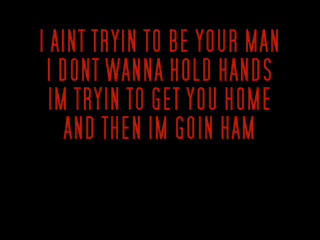 I AINT TRYIN TO BE YOUR MAN
I DONT WANNA HOLD HANDS
IM TRYIN TO GET YOU HOME
AND THEN IM GOIN HAM